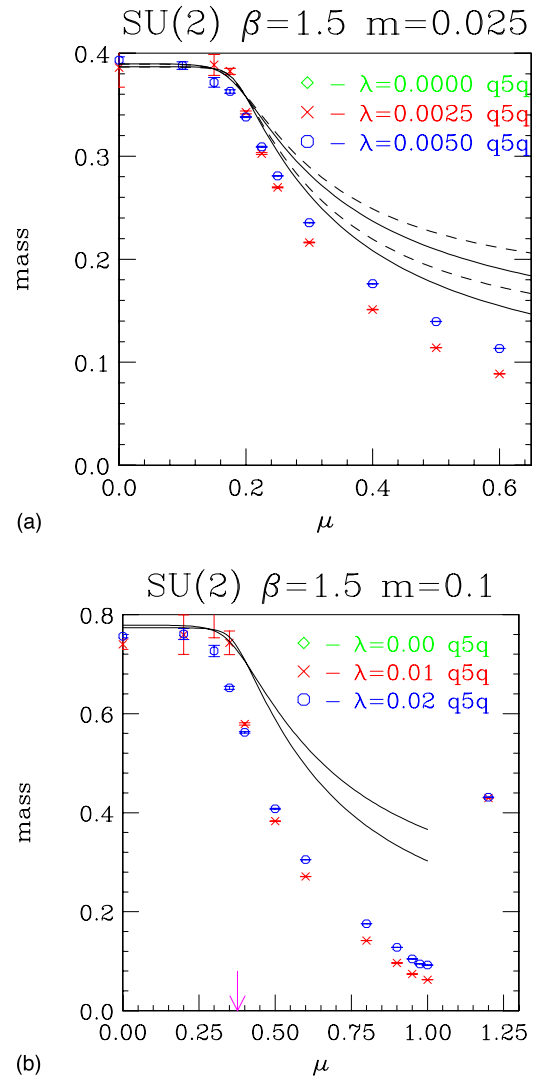 SU(2) β=1.5 m=0.025
0.4
◇ – λ=0.0000 q5q
× – λ=0.0025 q5q
○ – λ=0.0050 q5q
0.3
mass
0.2
0.1
0.0
0.0 0.2 0.4 0.6
(a) μ
SU(2) β=1.5 m=0.1
0.8
◇ – λ=0.00 q5q
× – λ=0.01 q5q
○ – λ=0.02 q5q
0.6
mass
0.4
0.2
0.0
0.00 0.25 0.50 0.75 1.00 1.25
(b) μ